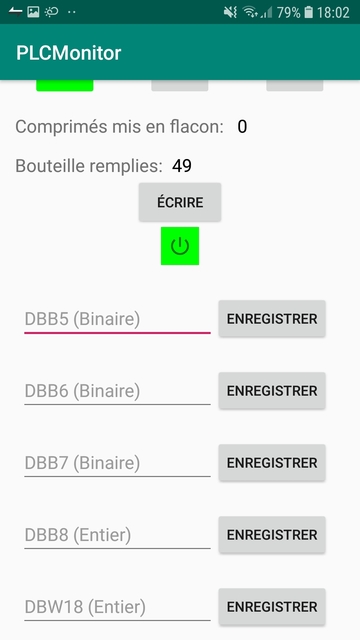 79% 18:02
PLCMonitor
Comprimés mis en flacon: 0
Bouteille remplies: 49
ÉCRIRE
DBB5 (Binaire) ENREGISTRER
DBB6 (Binaire) ENREGISTRER
DBB7 (Binaire) ENREGISTRER
DBB8 (Entier) ENREGISTRER
DBW18 (Entier) ENREGISTRER